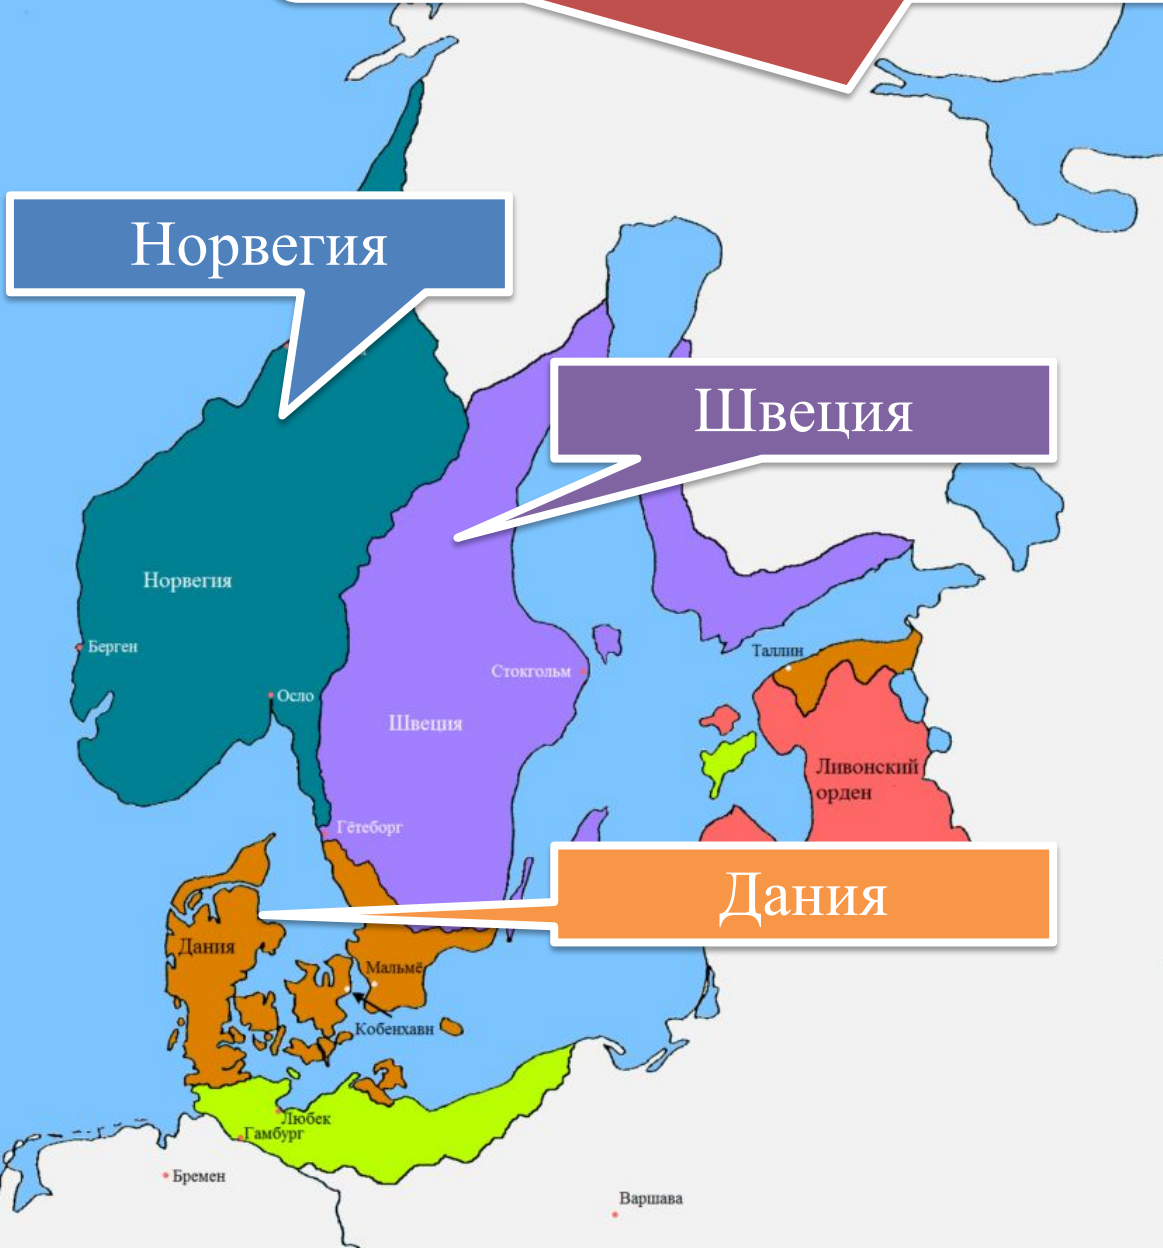 Норвегия
Швеция
Норвегия
Берген
Осло
Стокгольм
Таллин
Швеция
Ливонский
орден
Гётеборг
Дания
Дания
Мальмё
Кобенхавн
Любек
Гамбург
Бремен
Варшава